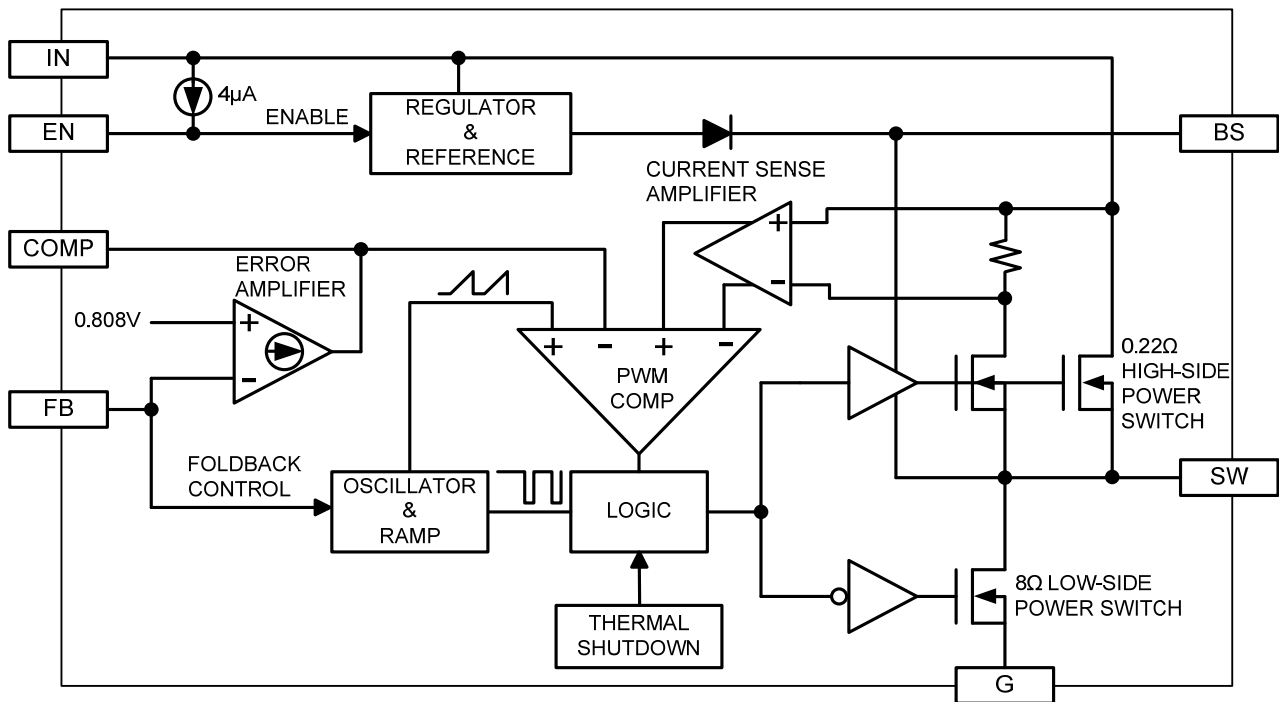 IN
4µA
EN
ENABLE
REGULATOR
&
REFERENCE
BS
CURRENT SENSE
AMPLIFIER
+
-
COMP
ERROR
AMPLIFIER
0.808V
+
-
+
-
+
-
PWM
COMP
0.22Ω
HIGH-SIDE
POWER
SWITCH
FB
FOLDBACK
CONTROL
OSCILLATOR
&
RAMP
LOGIC
SW
THERMAL
SHUTDOWN
8Ω LOW-SIDE
POWER SWITCH
G